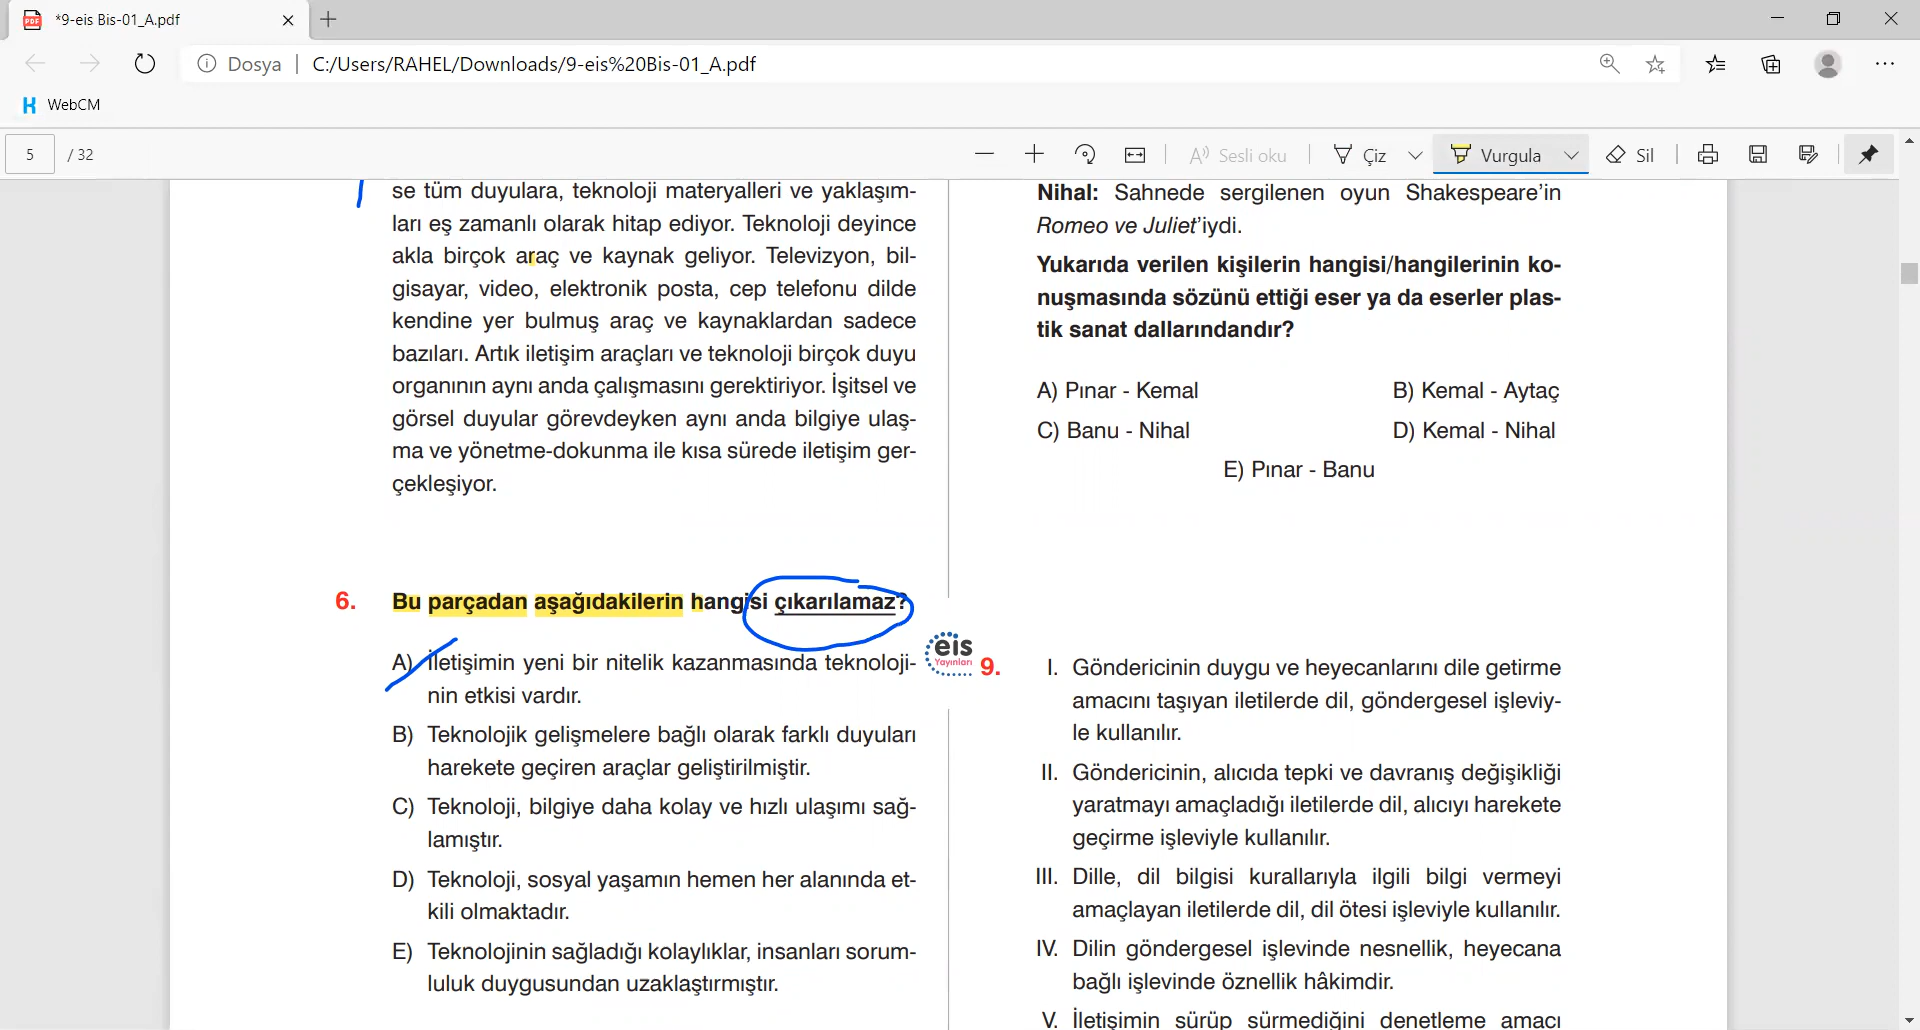 *9-eis Bis-01_A.pdf
Dosya | C:/Users/RAHEL/Downloads/9-eis%20Bis-01_A.pdf
WebCM
5 / 32
Sesli oku
Çiz
Vurgula
Sil
se tüm duyulara, teknoloji materyalleri ve yaklaşım-
ları eş zamanlı olarak hitap ediyor. Teknoloji deyince
akla birçok araç ve kaynak geliyor. Televizyon, bil-
gisayar, video, elektronik posta, cep telefonu dilde
kendine yer bulmuş araç ve kaynaklardan sadece
bazıları. Artık iletişim araçları ve teknoloji birçok duyu
organının aynı anda çalışmasını gerektiriyor. İşitsel ve
görsel duyular görevdeyken aynı anda bilgiye ulaş-
ma ve yönetme-dokunma ile kısa sürede iletişim ger-
çekleşiyor.
6. Bu parçadan aşağıdakilerin hangisi çıkarılamaz?
A) İletişimin yeni bir nitelik kazanmasında teknoloji-
nin etkisi vardır.
B) Teknolojik gelişmelere bağlı olarak farklı duyuları
harekete geçiren araçlar geliştirilmiştir.
C) Teknoloji, bilgiye daha kolay ve hızlı ulaşımı sağ-
lamıştır.
D) Teknoloji, sosyal yaşamın hemen her alanında et-
kili olmaktadır.
E) Teknolojinin sağladığı kolaylıklar, insanları sorum-
luluk duygusundan uzaklaştırmıştır.
eis
Yayınları
Nihal: Sahnede sergilenen oyun Shakespeare’in
Romeo ve Juliet’iydi.
Yukarıda verilen kişilerin hangisi/hangilerinin ko-
nuşmasında sözünü ettiği eser ya da eserler plas-
tik sanat dallarındandır?
A) Pınar - Kemal B) Kemal - Aytaç
C) Banu - Nihal D) Kemal - Nihal
E) Pınar - Banu
9. I. Göndericinin duygu ve heyecanlarını dile getirme
amacını taşıyan iletilerde dil, göndergesel işleviy-
le kullanılır.
II. Göndericinin, alıcıda tepki ve davranış değişikliği
yaratmayı amaçladığı iletilerde dil, alıcıyı harekete
geçirme işleviyle kullanılır.
III. Dille, dil bilgisi kurallarıyla ilgili bilgi vermeyi
amaçlayan iletilerde dil, dil ötesi işleviyle kullanılır.
IV. Dilin göndergesel işlevinde nesnellik, heyecana
bağlı işlevinde öznellik hâkimdir.
V. İletişimin sürüp sürmediğini denetleme amacı